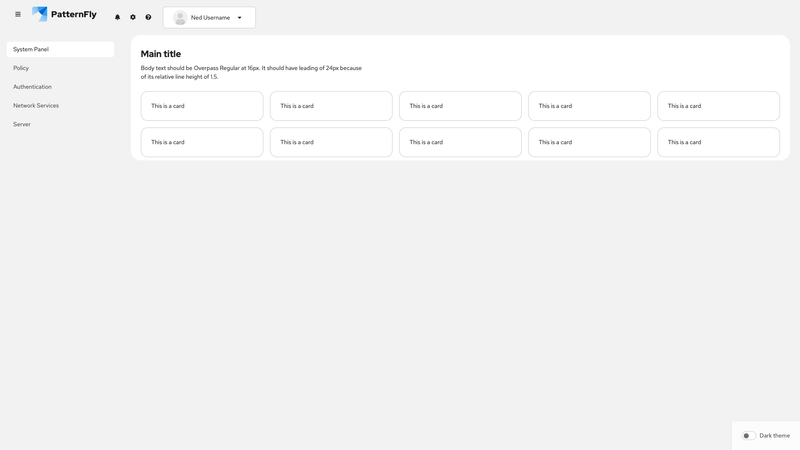 PatternFly
Ned Username
System Panel
Policy
Authentication
Network Services
Server
Main title
Body text should be Overpass Regular at 16px. It should have leading of 24px because
of its relative line height of 1.5.
This is a card
This is a card
This is a card
This is a card
This is a card
This is a card
This is a card
This is a card
This is a card
This is a card
Dark theme